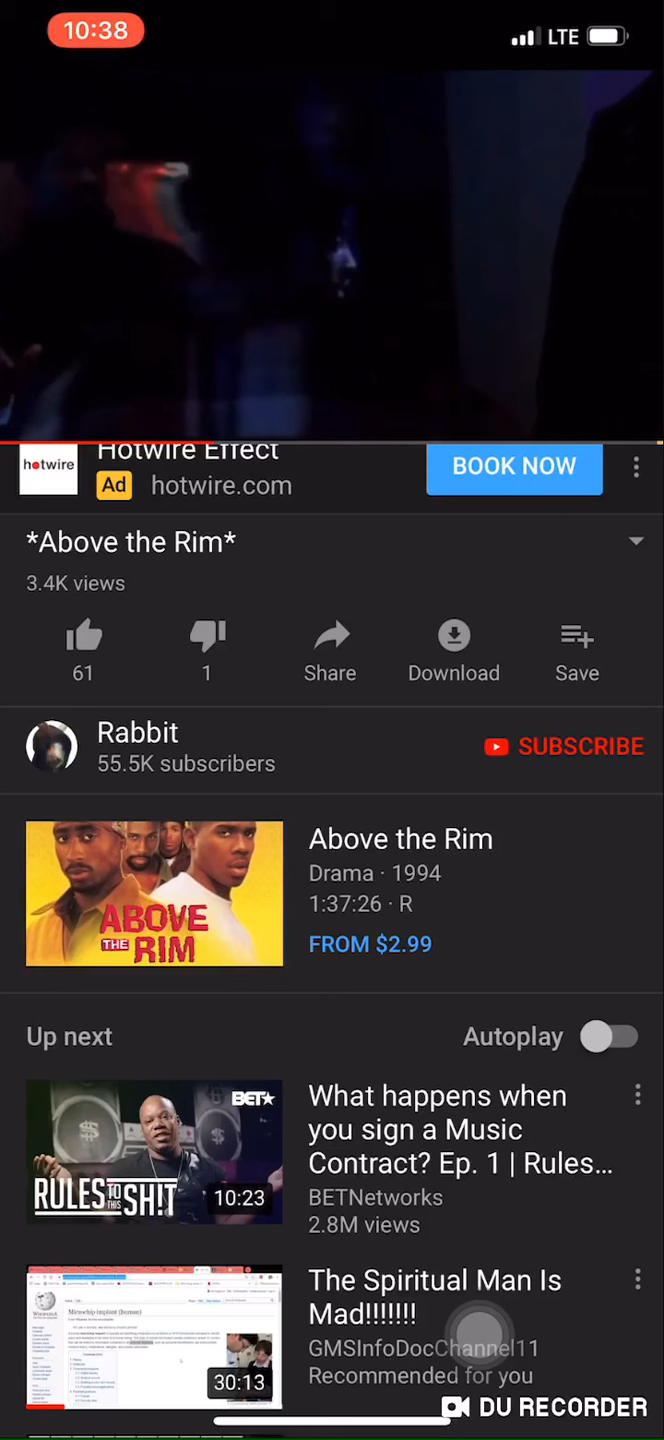 10:38
LTE
hotwire
Hotwire Effect
Ad hotwire.com
BOOK NOW
*Above the Rim*
3.4K views
61
1
Share
Download
Save
Rabbit
55.5K subscribers
SUBSCRIBE
ABOVE
THE RIM
Above the Rim
Drama · 1994
1:37:26 · R
FROM $2.99
Up next
Autoplay
BET
RULES TO THIS SH!T
10:23
What happens when
you sign a Music
Contract? Ep. 1 | Rules...
BETNetworks
2.8M views
Microchip implant (human)
30:13
The Spiritual Man Is
Mad!!!!!!!
GMSInfoDocChannel11
Recommended for you
DU RECORDER